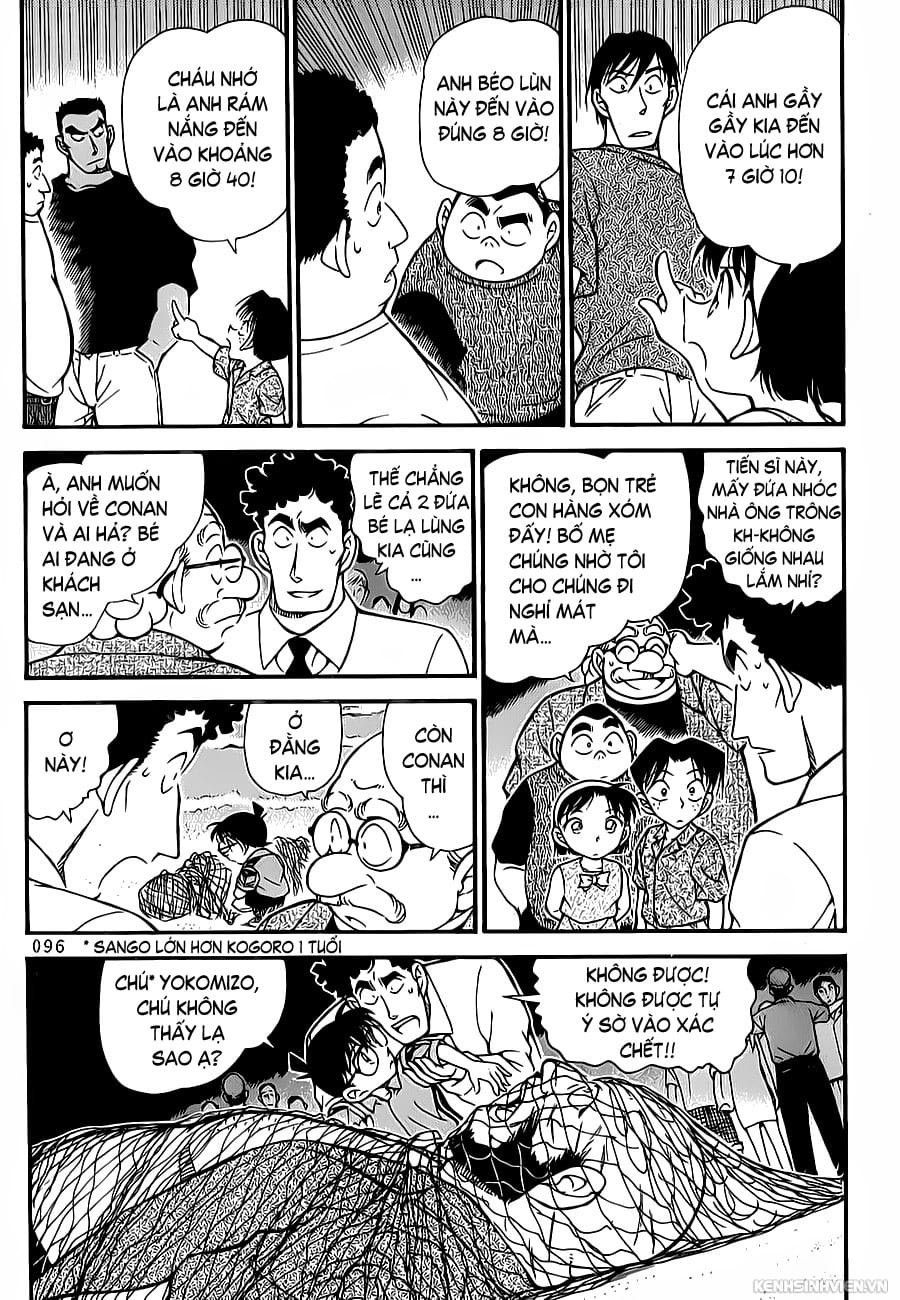 CÁI ANH GẦY
GẦY KIA ĐẾN
VÀO LÚC HƠN
7 GIỜ 10!
ANH BÉO LÙN
NÀY ĐẾN VÀO
ĐÚNG 8 GIỜ!
CHÁU NHỚ
LÀ ANH RÁM
NẮNG ĐẾN
VÀO KHOẢNG
8 GIỜ 40!
TIẾN SĨ NÀY,
MẤY ĐỨA NHÓC
NHÀ ÔNG TRÔNG
KH-KHÔNG
GIỐNG NHAU
LẮM NHỈ?
KHÔNG, BỌN TRẺ
CON HÀNG XÓM
ĐẤY! BỐ MẸ
CHÚNG NHỜ TÔI
CHO CHÚNG ĐI
NGHỈ MÁT
MÀ...
THẾ CHẲNG
LẼ CẢ 2 ĐỨA
BÉ LẠ LÙNG
KIA CŨNG
...
À, ANH MUỐN
HỎI VỀ CONAN
VÀ AI HẢ? BÉ
AI ĐANG Ở
KHÁCH
SẠN...
CÒN
CONAN
THÌ
Ở
ĐẰNG
KIA...
Ơ
NÀY!
096 * SANGO LỚN HƠN KOGORO 1 TUỔI
KHÔNG ĐƯỢC!
KHÔNG ĐƯỢC TỰ
Ý SỜ VÀO XÁC
CHẾT!!
CHÚ* YOKOMIZO,
CHÚ KHÔNG
THẤY LẠ
SAO Ạ?
KENHSINHVIEN.VN